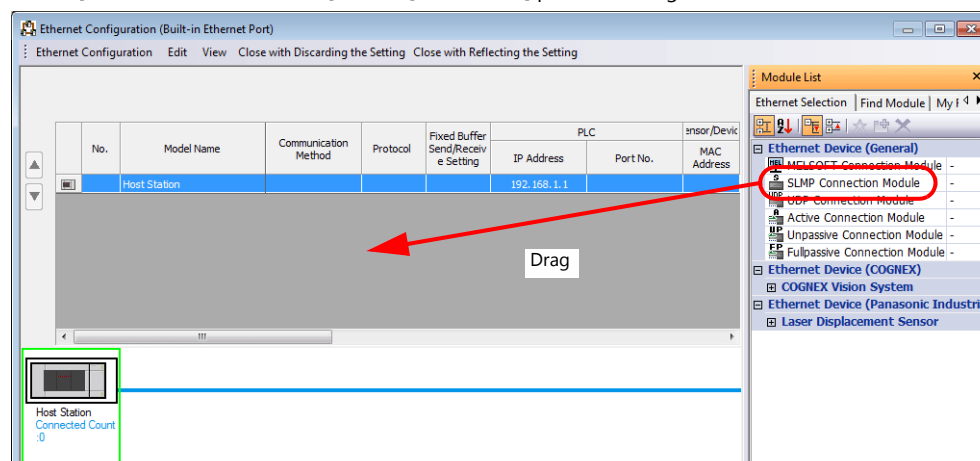 Ethernet Configuration (Built-in Ethernet Port)
Ethernet Configuration Edit View Close with Discarding the Setting Close with Reflecting the Setting
Module List
Ethernet Selection Find Module My F
No. Model Name Communication Method Protocol Fixed Buffer Send/Receive Setting PLC IP Address Port No. ensor/Devic MAC Address
Host Station 192.168.1.1
Ethernet Device (General)
MELSOFT Connection Module -
SLMP Connection Module -
UDP Connection Module -
Active Connection Module -
Unpassive Connection Module -
Fullpassive Connection Module -
Ethernet Device (COGNEX)
COGNEX Vision System
Ethernet Device (Panasonic Industri
Laser Displacement Sensor
Drag
Host Station
Connected Count
:0